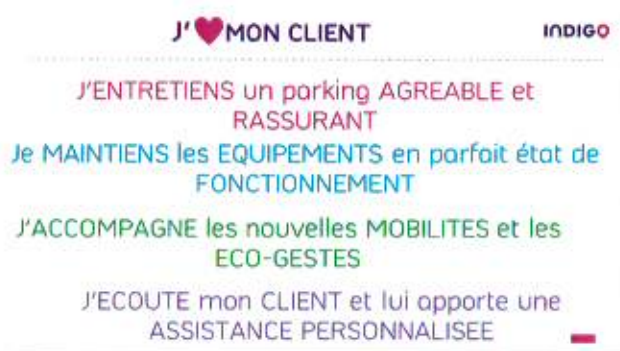 J'❤MON CLIENT
INDIGO
J'ENTRETIENS un parking AGREABLE et
RASSURANT
Je MAINTIENS les EQUIPEMENTS en parfait état de
FONCTIONNEMENT
J'ACCOMPAGNE les nouvelles MOBILITES et les
ECO-GESTES
J'ECOUTE mon CLIENT et lui apporte une
ASSISTANCE PERSONNALISEE